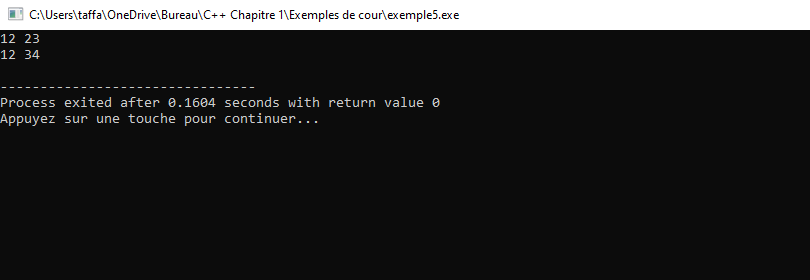 C:\Users\taffa\OneDrive\Bureau\C++ Chapitre 1\Exemples de cour\exemple5.exe
12 23
12 34
--------------------------------
Process exited after 0.1604 seconds with return value 0
Appuyez sur une touche pour continuer...